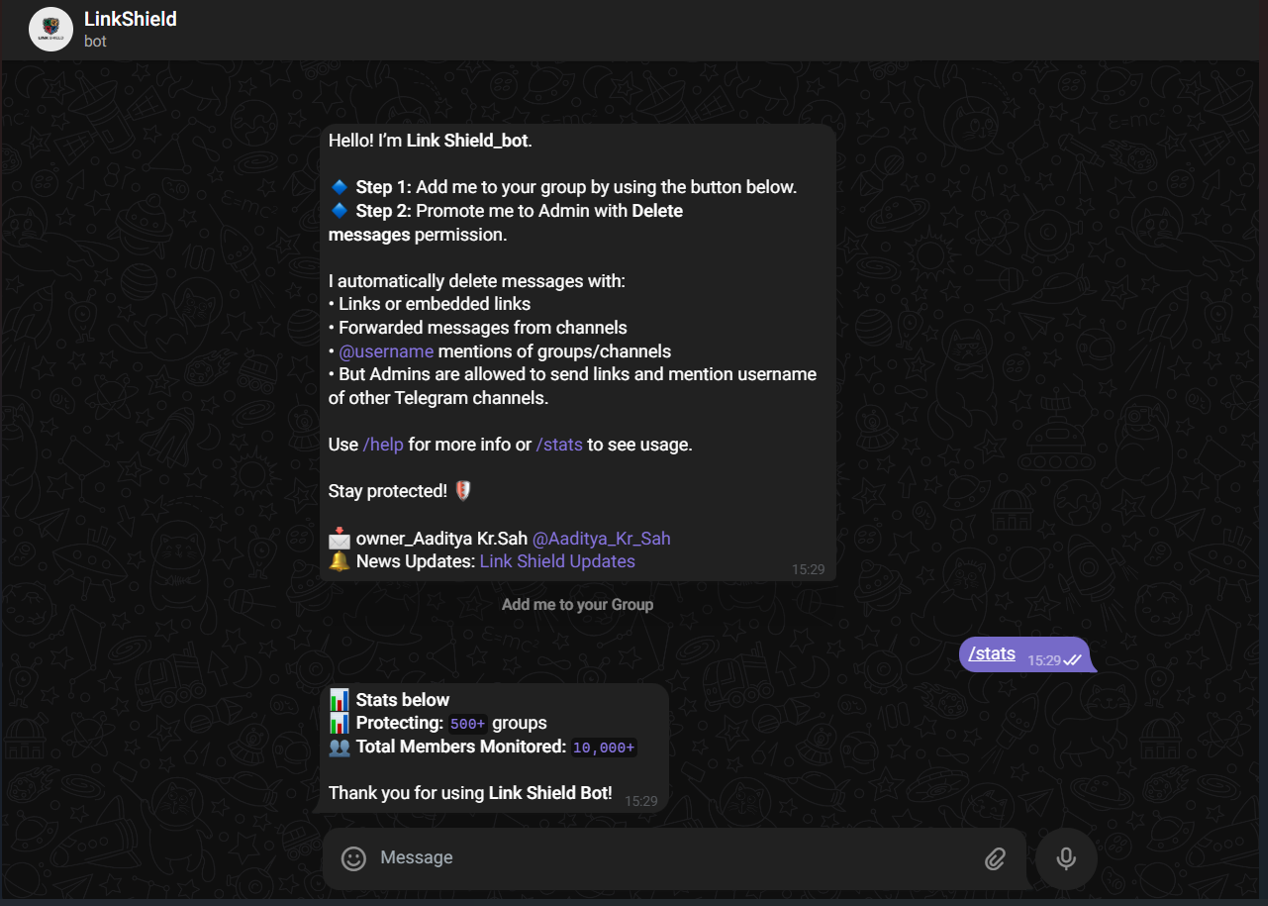 LinkShield
bot
Hello! I’m Link Shield_bot.
🔹 Step 1: Add me to your group by using the button below.
🔹 Step 2: Promote me to Admin with Delete
messages permission.
I automatically delete messages with:
• Links or embedded links
• Forwarded messages from channels
• @username mentions of groups/channels
• But Admins are allowed to send links and mention username
of other Telegram channels.
Use /help for more info or /stats to see usage.
Stay protected! 🛡
📩 owner_Aaditya Kr.Sah @Aaditya_Kr_Sah
🔔 News Updates: Link Shield Updates
15:29
Add me to your Group
/stats 15:29
📊 Stats below
📊 Protecting: 500+ groups
👥 Total Members Monitored: 10,000+
Thank you for using Link Shield Bot! 15:29
Message